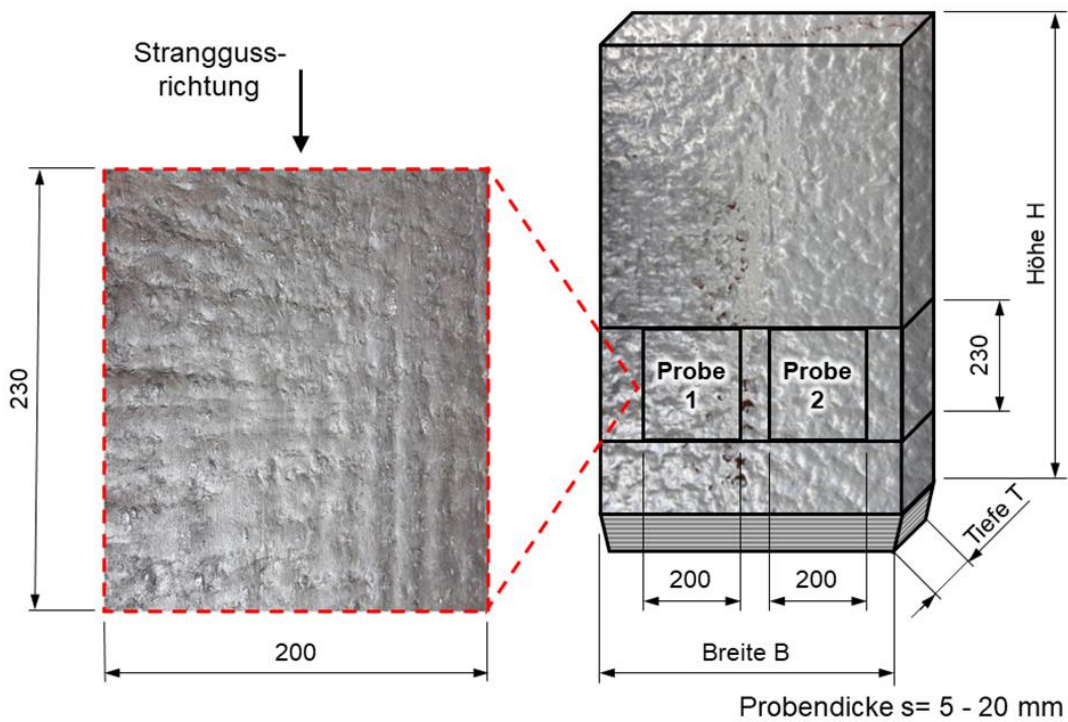 Strangguss-
richtung
230
200
Probe
1
Probe
2
Höhe H
230
Tiefe T
200
200
Breite B
Probendicke s= 5 - 20 mm